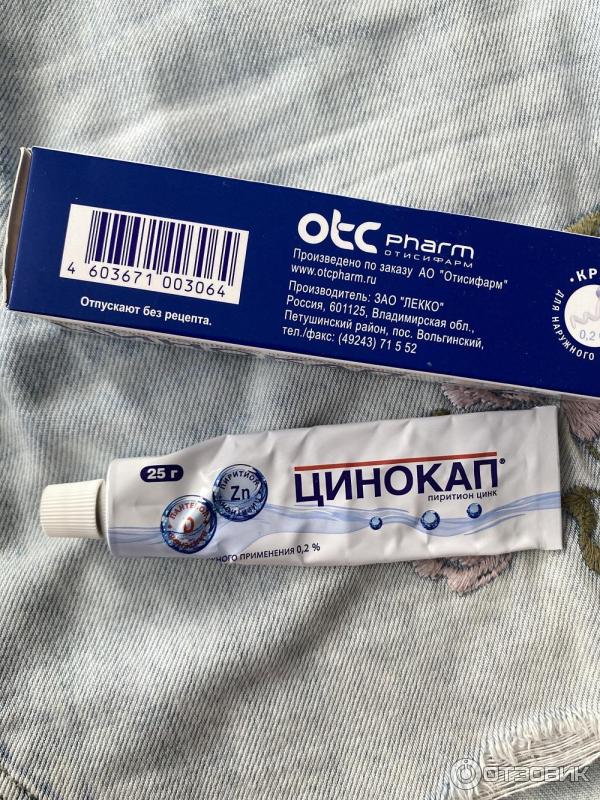 otc pharm
ОТИСИФАРМ
Произведено по заказу АО "Отисифарм"
www.otcpharm.ru
Производитель: ЗАО "ЛЕККО"
Россия, 601125, Владимирская обл.,
Петушинский район, пос. Вольгинский,
тел./факс: (49243) 71 5 52
4 603671 003064
Отпускают без рецепта.
0,2
25 г
Zn
ЦИНОКАП®
пиритион цинк
применения 0,2 %
ОТЗОВИК